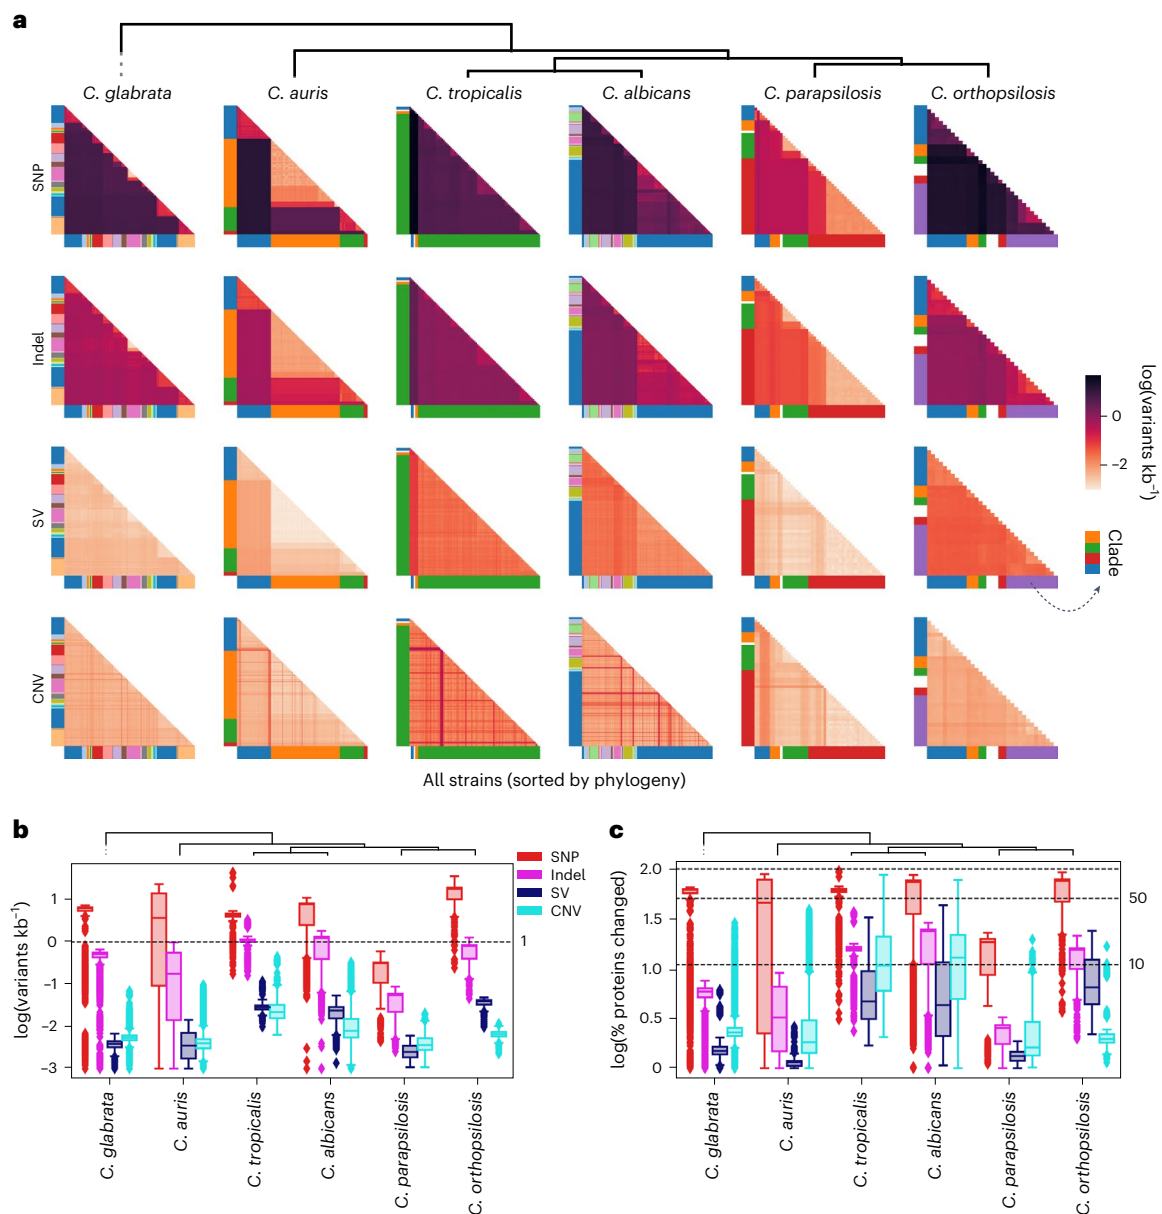 a
C. glabrata
C. auris
C. tropicalis
C. albicans
C. parapsilosis
C. orthopsilosis
SNP
Indel
SV
CNV
0
−2
log(variants kb−1)
Clade
All strains (sorted by phylogeny)
b
log(variants kb−1)
1
0
−1
−2
−3
1
SNP
Indel
SV
CNV
C. glabrata
C. auris
C. tropicalis
C. albicans
C. parapsilosis
C. orthopsilosis
c
log(% proteins changed)
2.0
1.5
1.0
0.5
0
50
10
C. glabrata
C. auris
C. tropicalis
C. albicans
C. parapsilosis
C. orthopsilosis